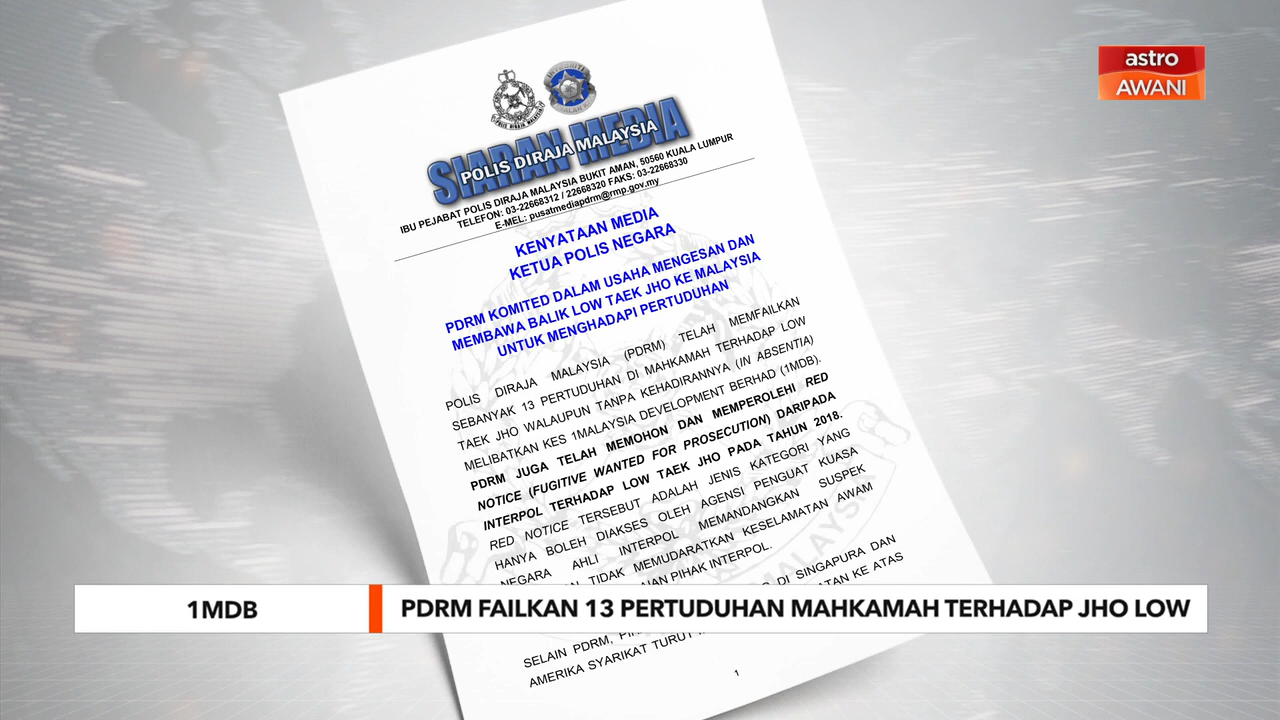 astro
AWANI
POLIS DIRAJA MALAYSIA
INTEGRITI
SIARAN MEDIA
POLIS DIRAJA MALAYSIA
IBU PEJABAT POLIS DIRAJA MALAYSIA BUKIT AMAN, 50560 KUALA LUMPUR
TELEFON: 03-22668312 / 22668320 FAKS: 03-22668330
E-MEL: pusatmediapdrm@rmp.gov.my
KENYATAAN MEDIA
KETUA POLIS NEGARA
PDRM KOMITED DALAM USAHA MENGESAN DAN
MEMBAWA BALIK LOW TAEK JHO KE MALAYSIA
UNTUK MENGHADAPI PERTUDUHAN
POLIS DIRAJA MALAYSIA (PDRM) TELAH MEMFAILKAN
SEBANYAK 13 PERTUDUHAN DI MAHKAMAH TERHADAP LOW
TAEK JHO WALAUPUN TANPA KEHADIRANNYA (IN ABSENTIA)
MELIBATKAN KES 1MALAYSIA DEVELOPMENT BERHAD (1MDB).
PDRM JUGA TELAH MEMOHON DAN MEMPEROLEHI RED
NOTICE (FUGITIVE WANTED FOR PROSECUTION) DARIPADA
INTERPOL TERHADAP LOW TAEK JHO PADA TAHUN 2018.
RED NOTICE TERSEBUT ADALAH JENIS KATEGORI YANG
HANYA BOLEH DIAKSES OLEH AGENSI PENGUAT KUASA
NEGARA AHLI INTERPOL MEMANDANGKAN SUSPEK
TIDAK MEMUDARATKAN KESELAMATAN AWAM
PIHAK INTERPOL.
DI SINGAPURA DAN
SELAIN PDRM, KE ATAS
AMERIKA SYARIKAT TURUT
MALAYSIA
1
1MDB
PDRM FAILKAN 13 PERTUDUHAN MAHKAMAH TERHADAP JHO LOW